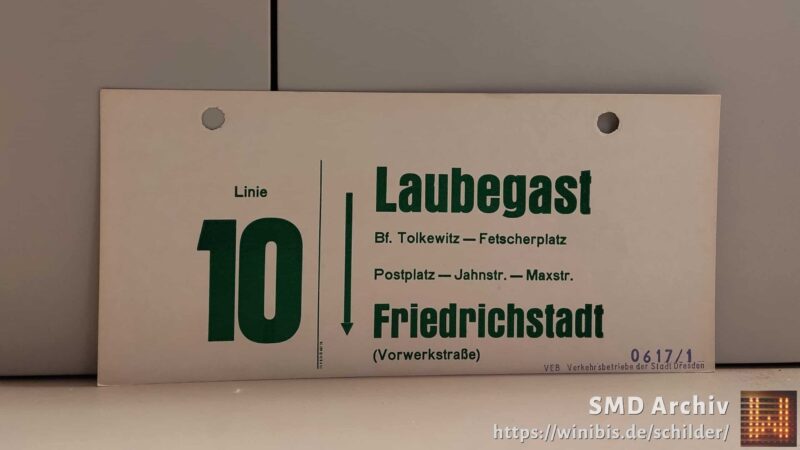 Linie
10
Laubegast
Bf. Tolkewitz — Fetscherplatz
Postplatz — Jahnstr. — Maxstr.
Friedrichstadt
(Vorwerkstraße)
0617/1
VEB Verkehrsbetriebe der Stadt Dresden
SMD Archiv
https://winibis.de/schilder/